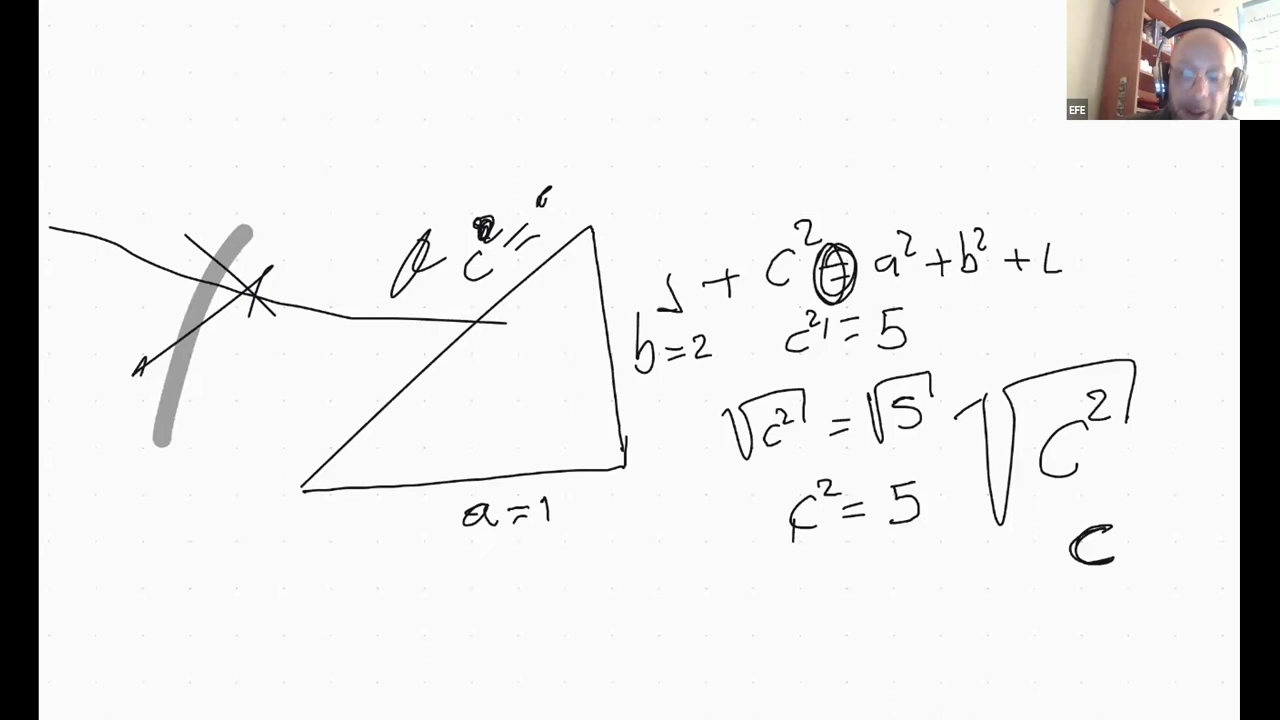 EFE
c =
+ c² = a² + b² +
b = 2
c² = 5
√c² = √5
√c²
c² = 5
c
a = 1